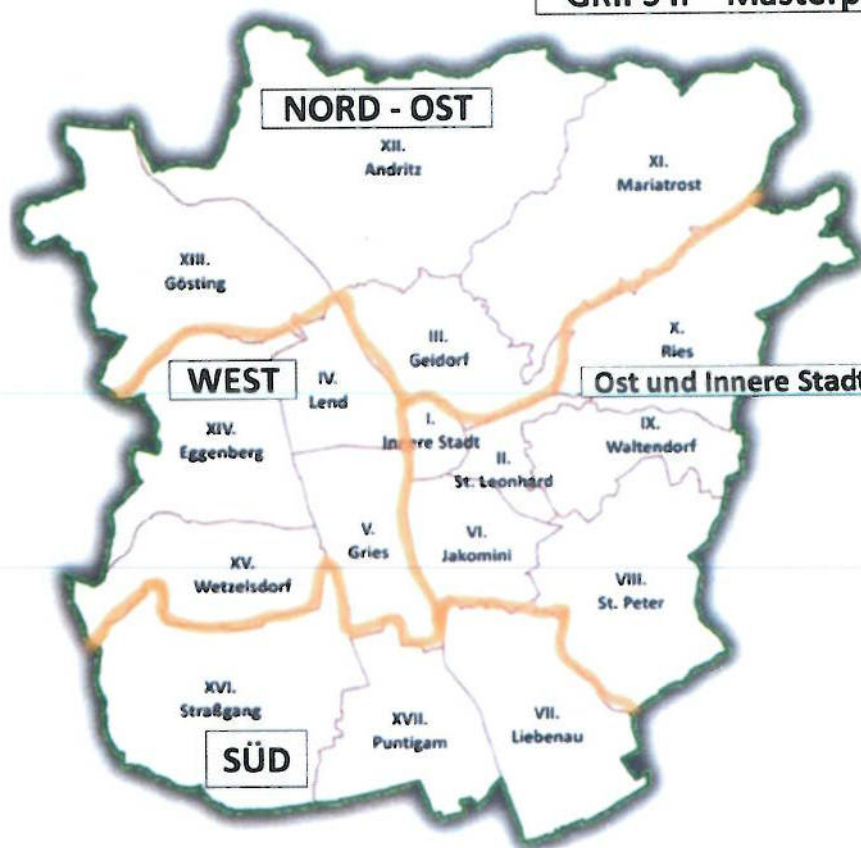 NORD - OST
XII.
Andritz
XI.
Mariatrost
XIII.
Gösting
III.
Geidorf
X.
Ries
WEST
IV.
Lend
Ost und Innere Stadt
XIV.
Eggenberg
I.
Innere Stadt
II.
St. Leonhard
IX.
Waltendorf
V.
Gries
VI.
Jakomini
XV.
Wetzelsdorf
VIII.
St. Peter
XVI.
Straßgang
XVII.
Puntigam
VII.
Liebenau
SÜD